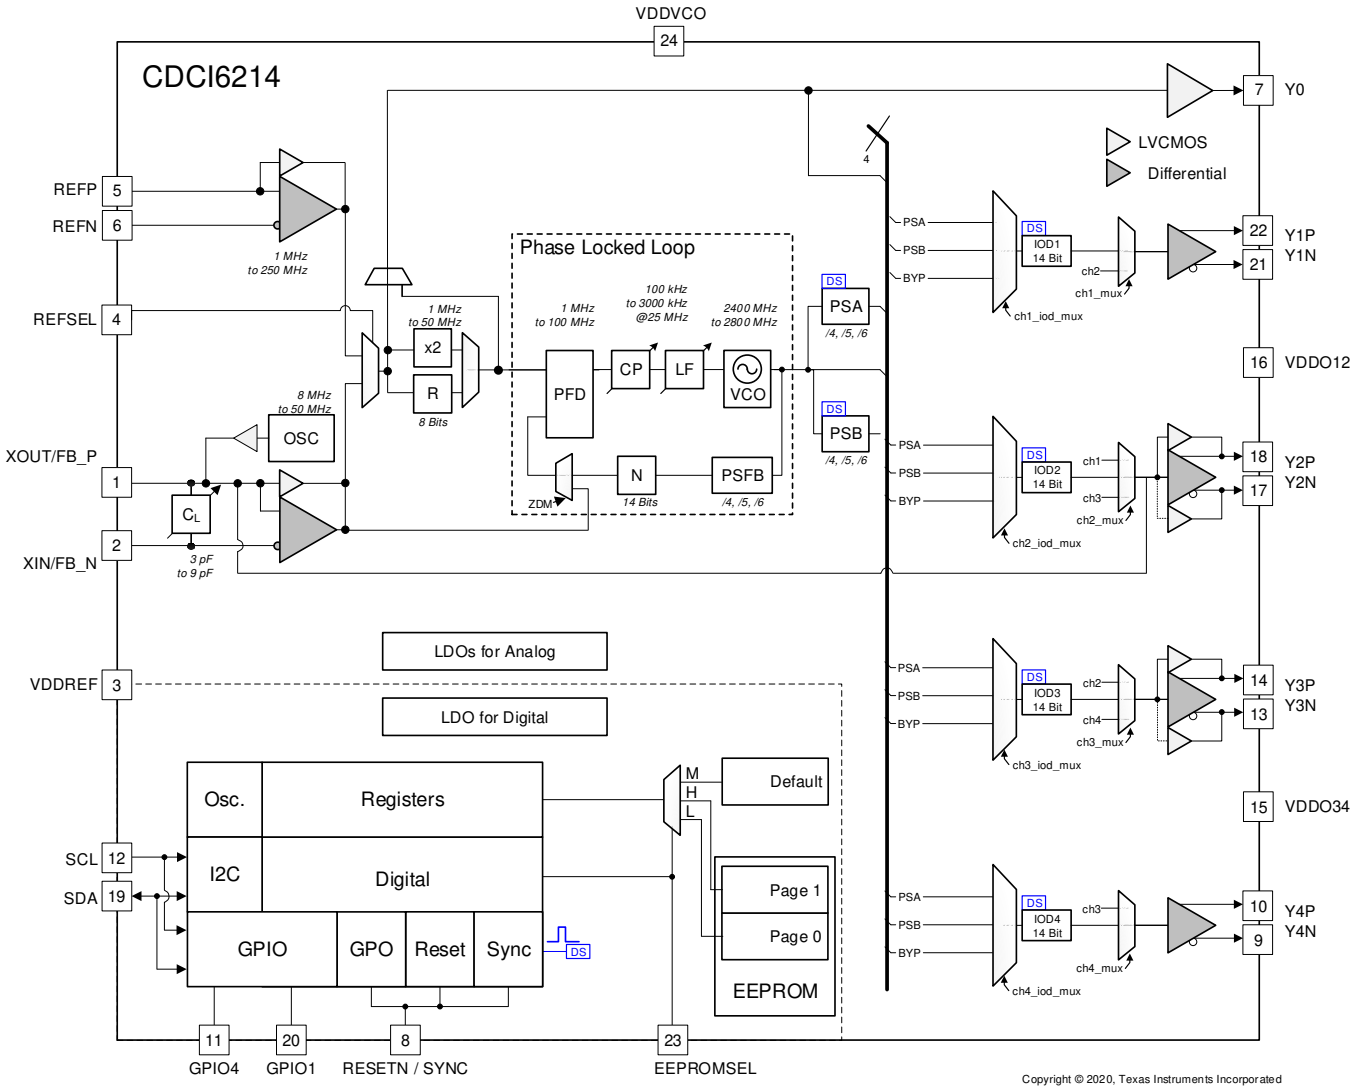 VDDVCO
24
CDCI6214
7
Y0
4
LVCMOS
Differential
REFP
5
REFN
6
1 MHz
to 250 MHz
REFSEL
4
Phase Locked Loop
1 MHz
to 50 MHz
x2
R
8 Bits
1 MHz
to 100 MHz
PFD
100 kHz
to 3000 kHz
@25 MHz
CP
LF
2400 MHz
to 2800 MHz
VCO
DS
PSA
/4, /5, /6
DS
PSB
/4, /5, /6
ZDM
N
14 Bits
PSFB
/4, /5, /6
8 MHz
to 50 MHz
OSC
XOUT/FB_P
1
CL
2
XIN/FB_N
3 pF
to 9 pF
PSA
PSB
BYP
DS
IOD1
14 Bit
ch1_iod_mux
ch2
ch1_mux
22
Y1P
21
Y1N
16
VDDO12
PSA
PSB
BYP
DS
IOD2
14 Bit
ch2_iod_mux
ch1
ch3
ch2_mux
18
Y2P
17
Y2N
PSA
PSB
BYP
DS
IOD3
14 Bit
ch3_iod_mux
ch2
ch4
ch3_mux
14
Y3P
13
Y3N
15
VDDO34
PSA
PSB
BYP
DS
IOD4
14 Bit
ch4_iod_mux
ch3
ch4_mux
10
Y4P
9
Y4N
LDOs for Analog
VDDREF
3
LDO for Digital
Osc.
Registers
I2C
Digital
GPIO
GPO
Reset
Sync
DS
SCL
12
SDA
19
M
H
L
Default
Page 1
Page 0
EEPROM
11
GPIO4
20
GPIO1
8
RESETN / SYNC
23
EEPROMSEL
Copyright © 2020, Texas Instruments Incorporated